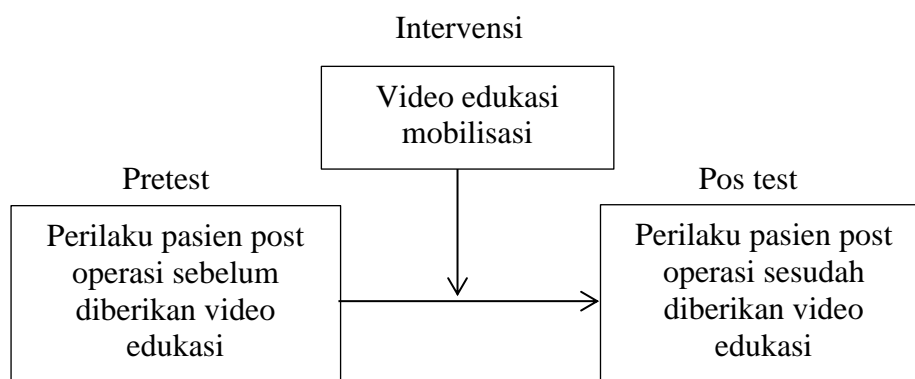 Intervensi
Video edukasi
mobilisasi
Pretest
Perilaku pasien post
operasi sebelum
diberikan video
edukasi
Pos test
Perilaku pasien post
operasi sesudah
diberikan video
edukasi